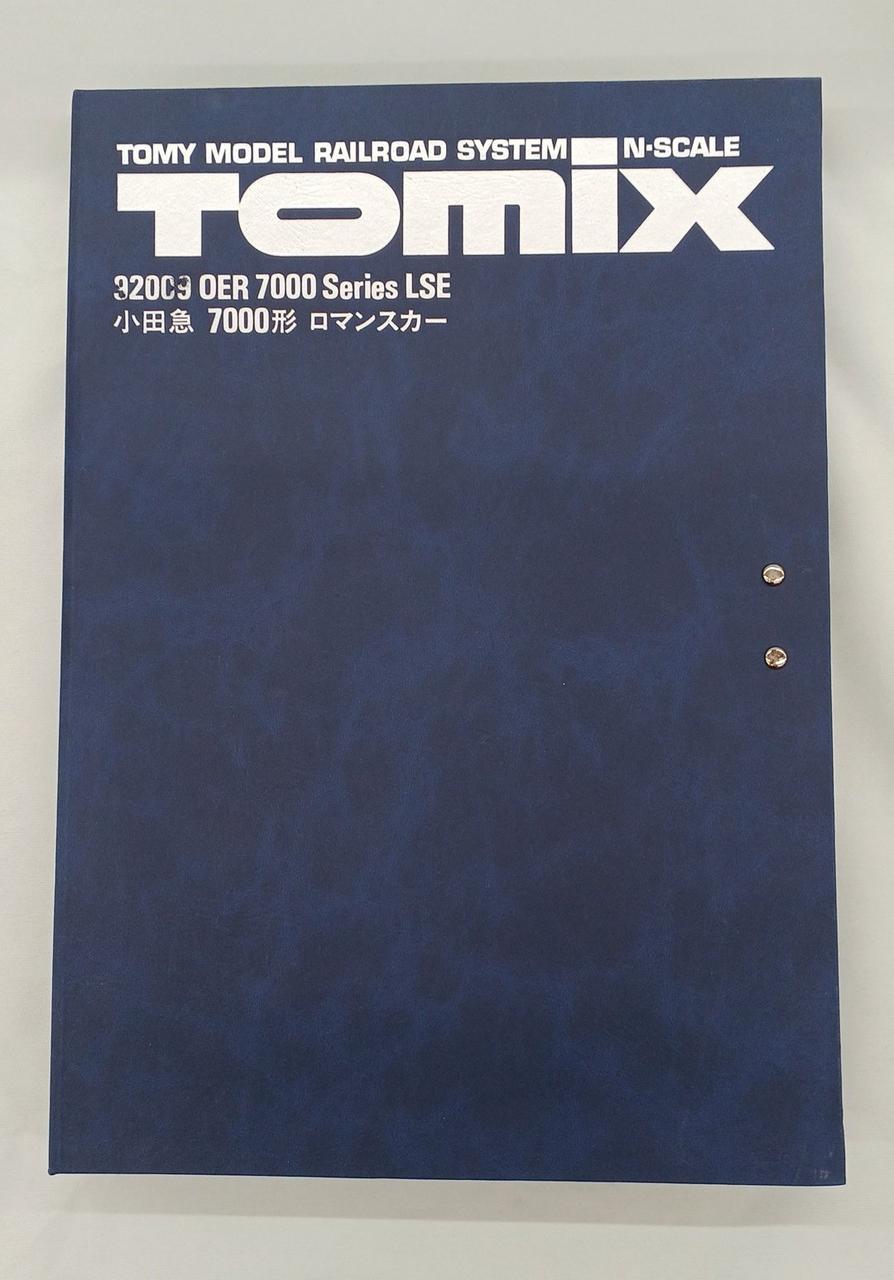 TOMY MODEL RAILROAD SYSTEM N-SCALE
TOMIX
92009 OER 7000 Series LSE
小田急 7000形 ロマンスカー